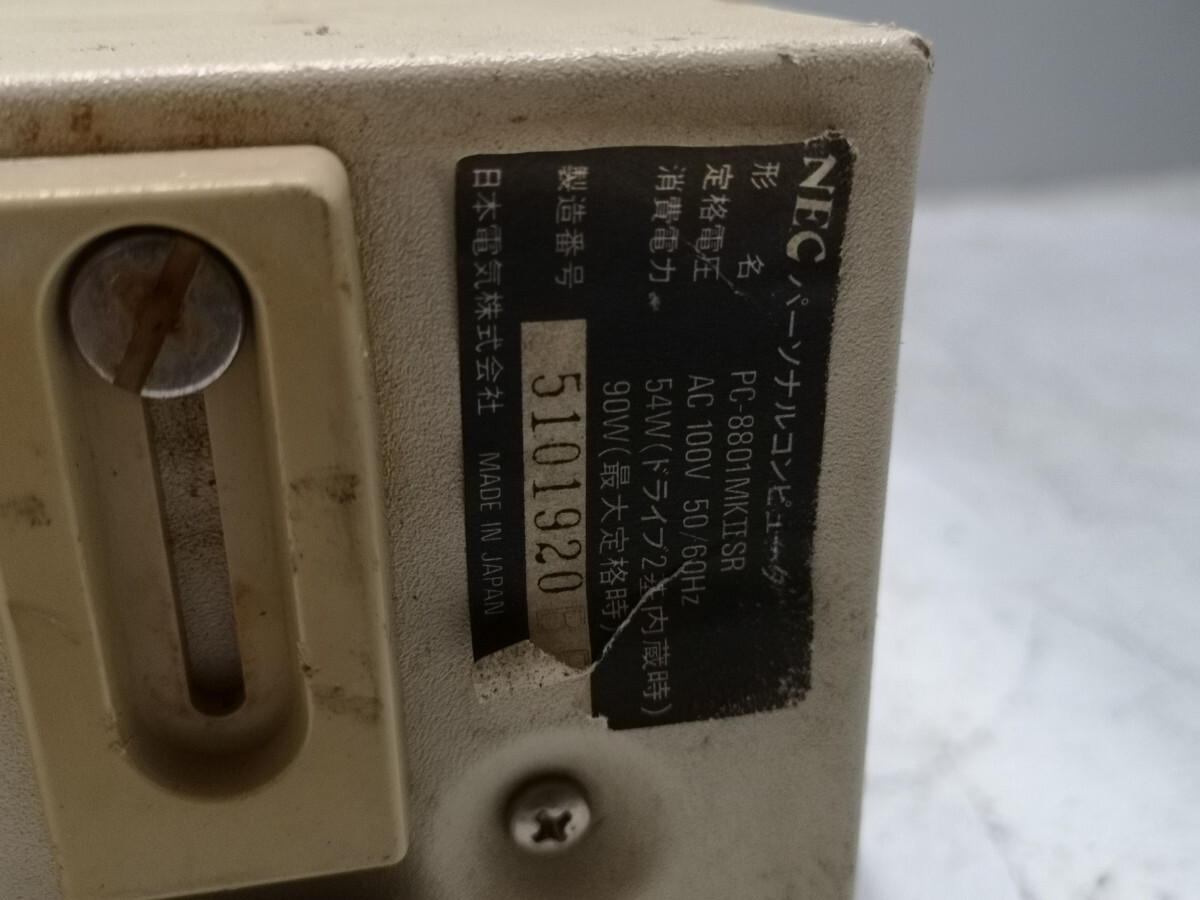 NEC パーソナルコンピュータ
形名 PC-8801MKIISR
定格電圧 AC 100V 50/60Hz
消費電力 54W(ドライブ2基内蔵時)
90W(最大定格時)
製造番号 5101920
日本電気株式会社 MADE IN JAPAN